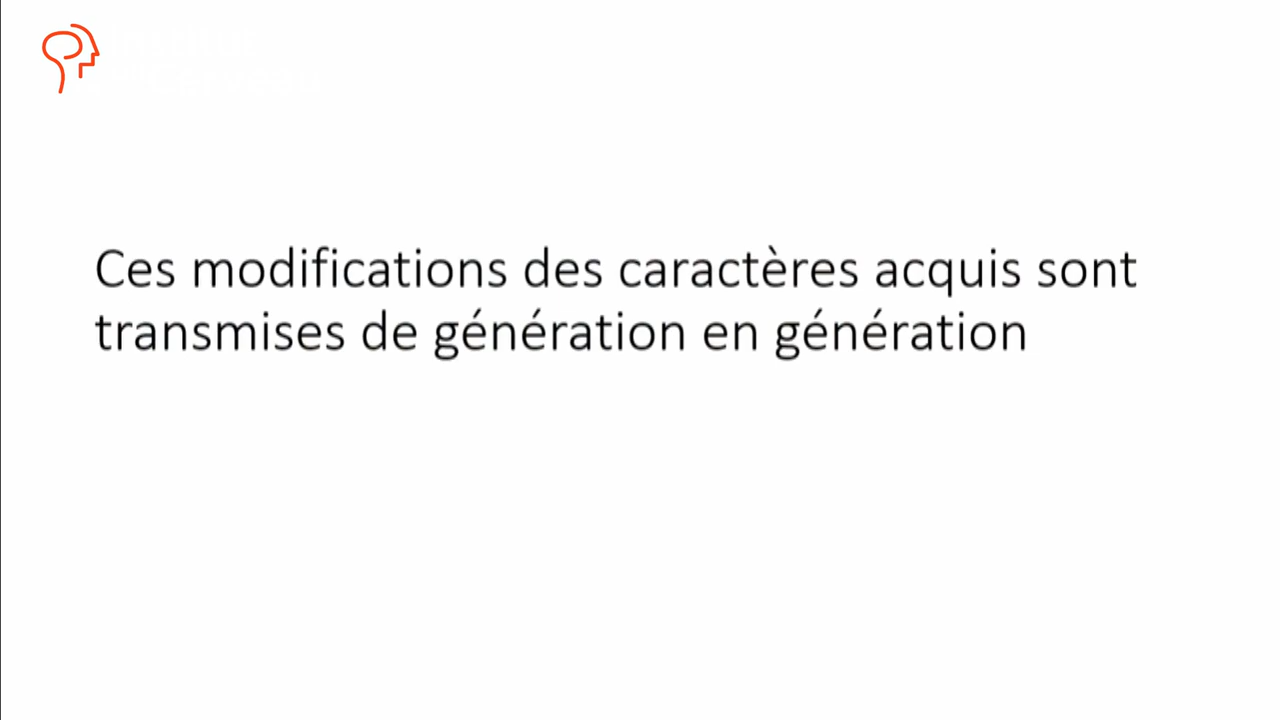 Ces modifications des caractères acquis sont
transmises de génération en génération